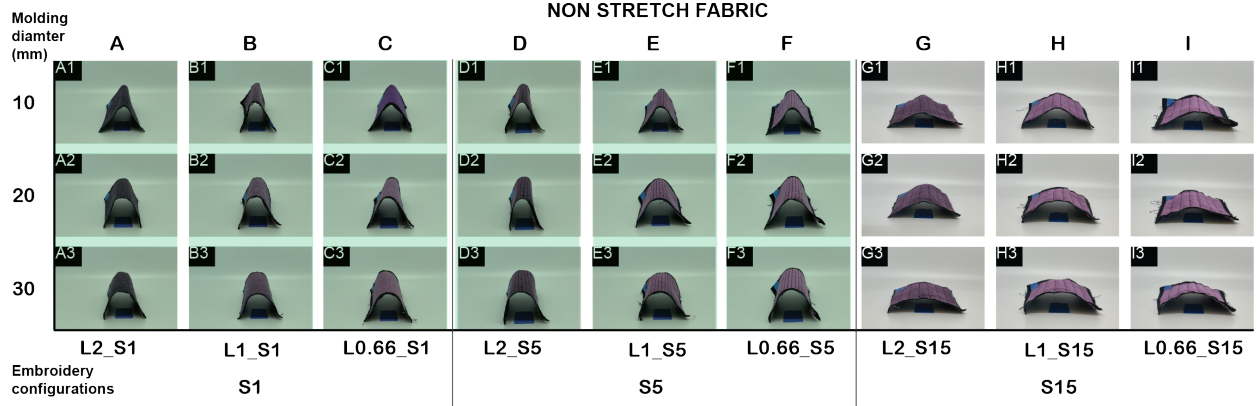 NON STRETCH FABRIC
Molding
diamter
(mm)
A B C D E F G H I
10
A1 B1 C1 D1 E1 F1 G1 H1 I1
20
A2 B2 C2 D2 E2 F2 G2 H2 I2
30
A3 B3 C3 D3 E3 F3 G3 H3 I3
L2_S1 L1_S1 L0.66_S1 L2_S5 L1_S5 L0.66_S5 L2_S15 L1_S15 L0.66_S15
Embroidery
configurations
S1 S5 S15